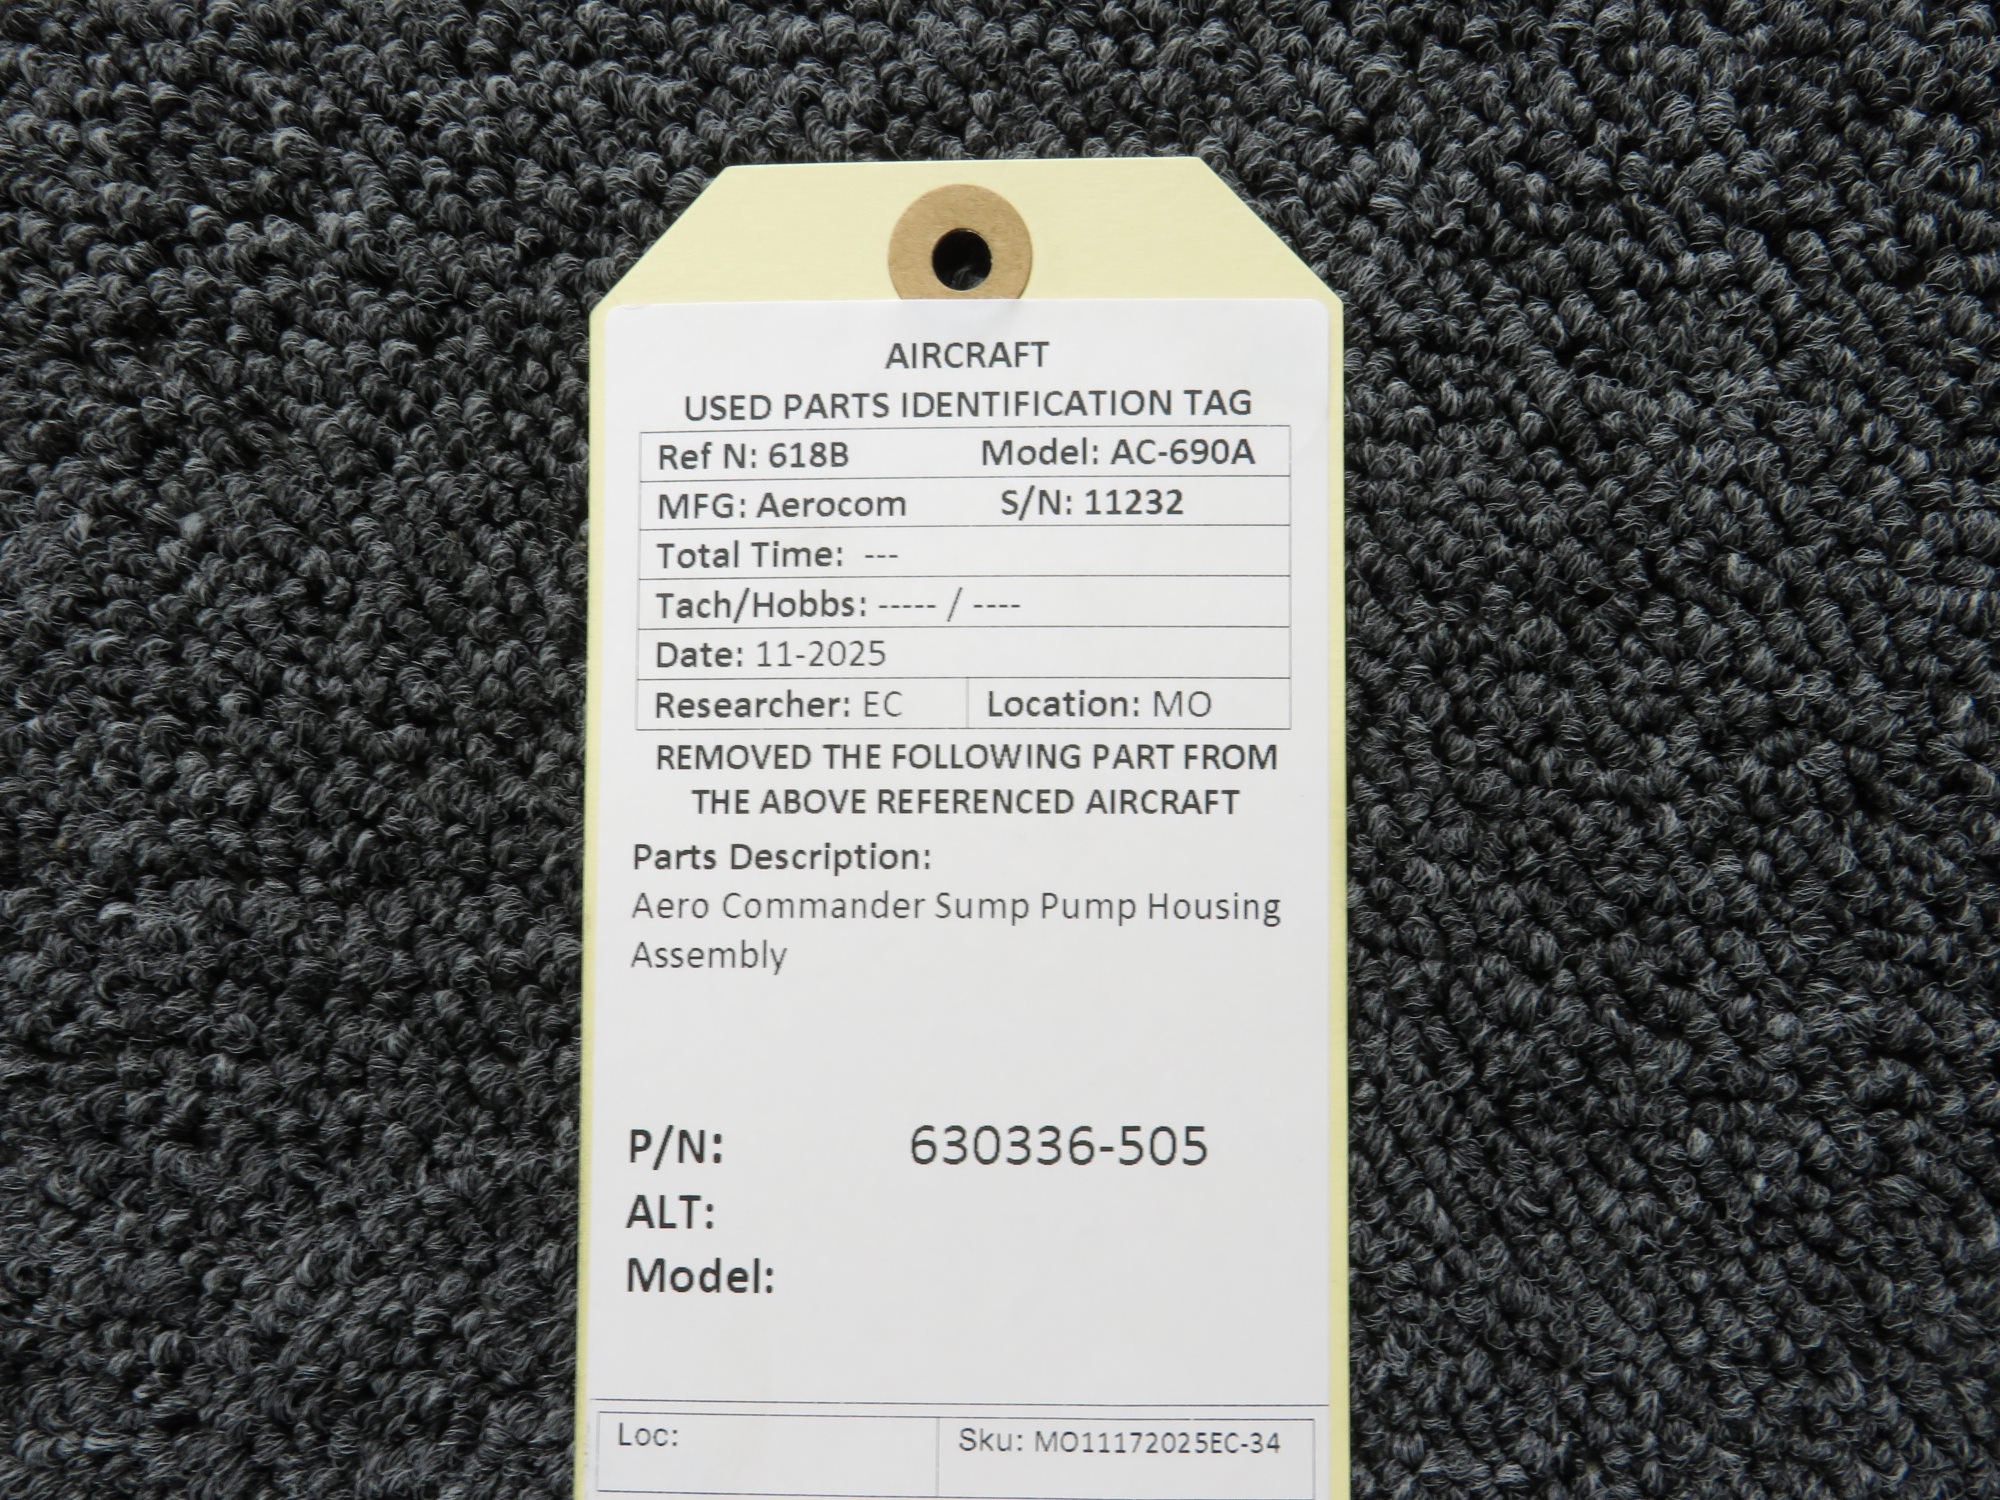 AIRCRAFT
USED PARTS IDENTIFICATION TAG
Ref N: 618B Model: AC-690A
MFG: Aerocom S/N: 11232
Total Time: ---
Tach/Hobbs: ----- / ----
Date: 11-2025
Researcher: EC Location: MO
REMOVED THE FOLLOWING PART FROM
THE ABOVE REFERENCED AIRCRAFT
Parts Description:
Aero Commander Sump Pump Housing
Assembly
P/N: 630336-505
ALT:
Model:
Loc: Sku: MO11172025EC-34